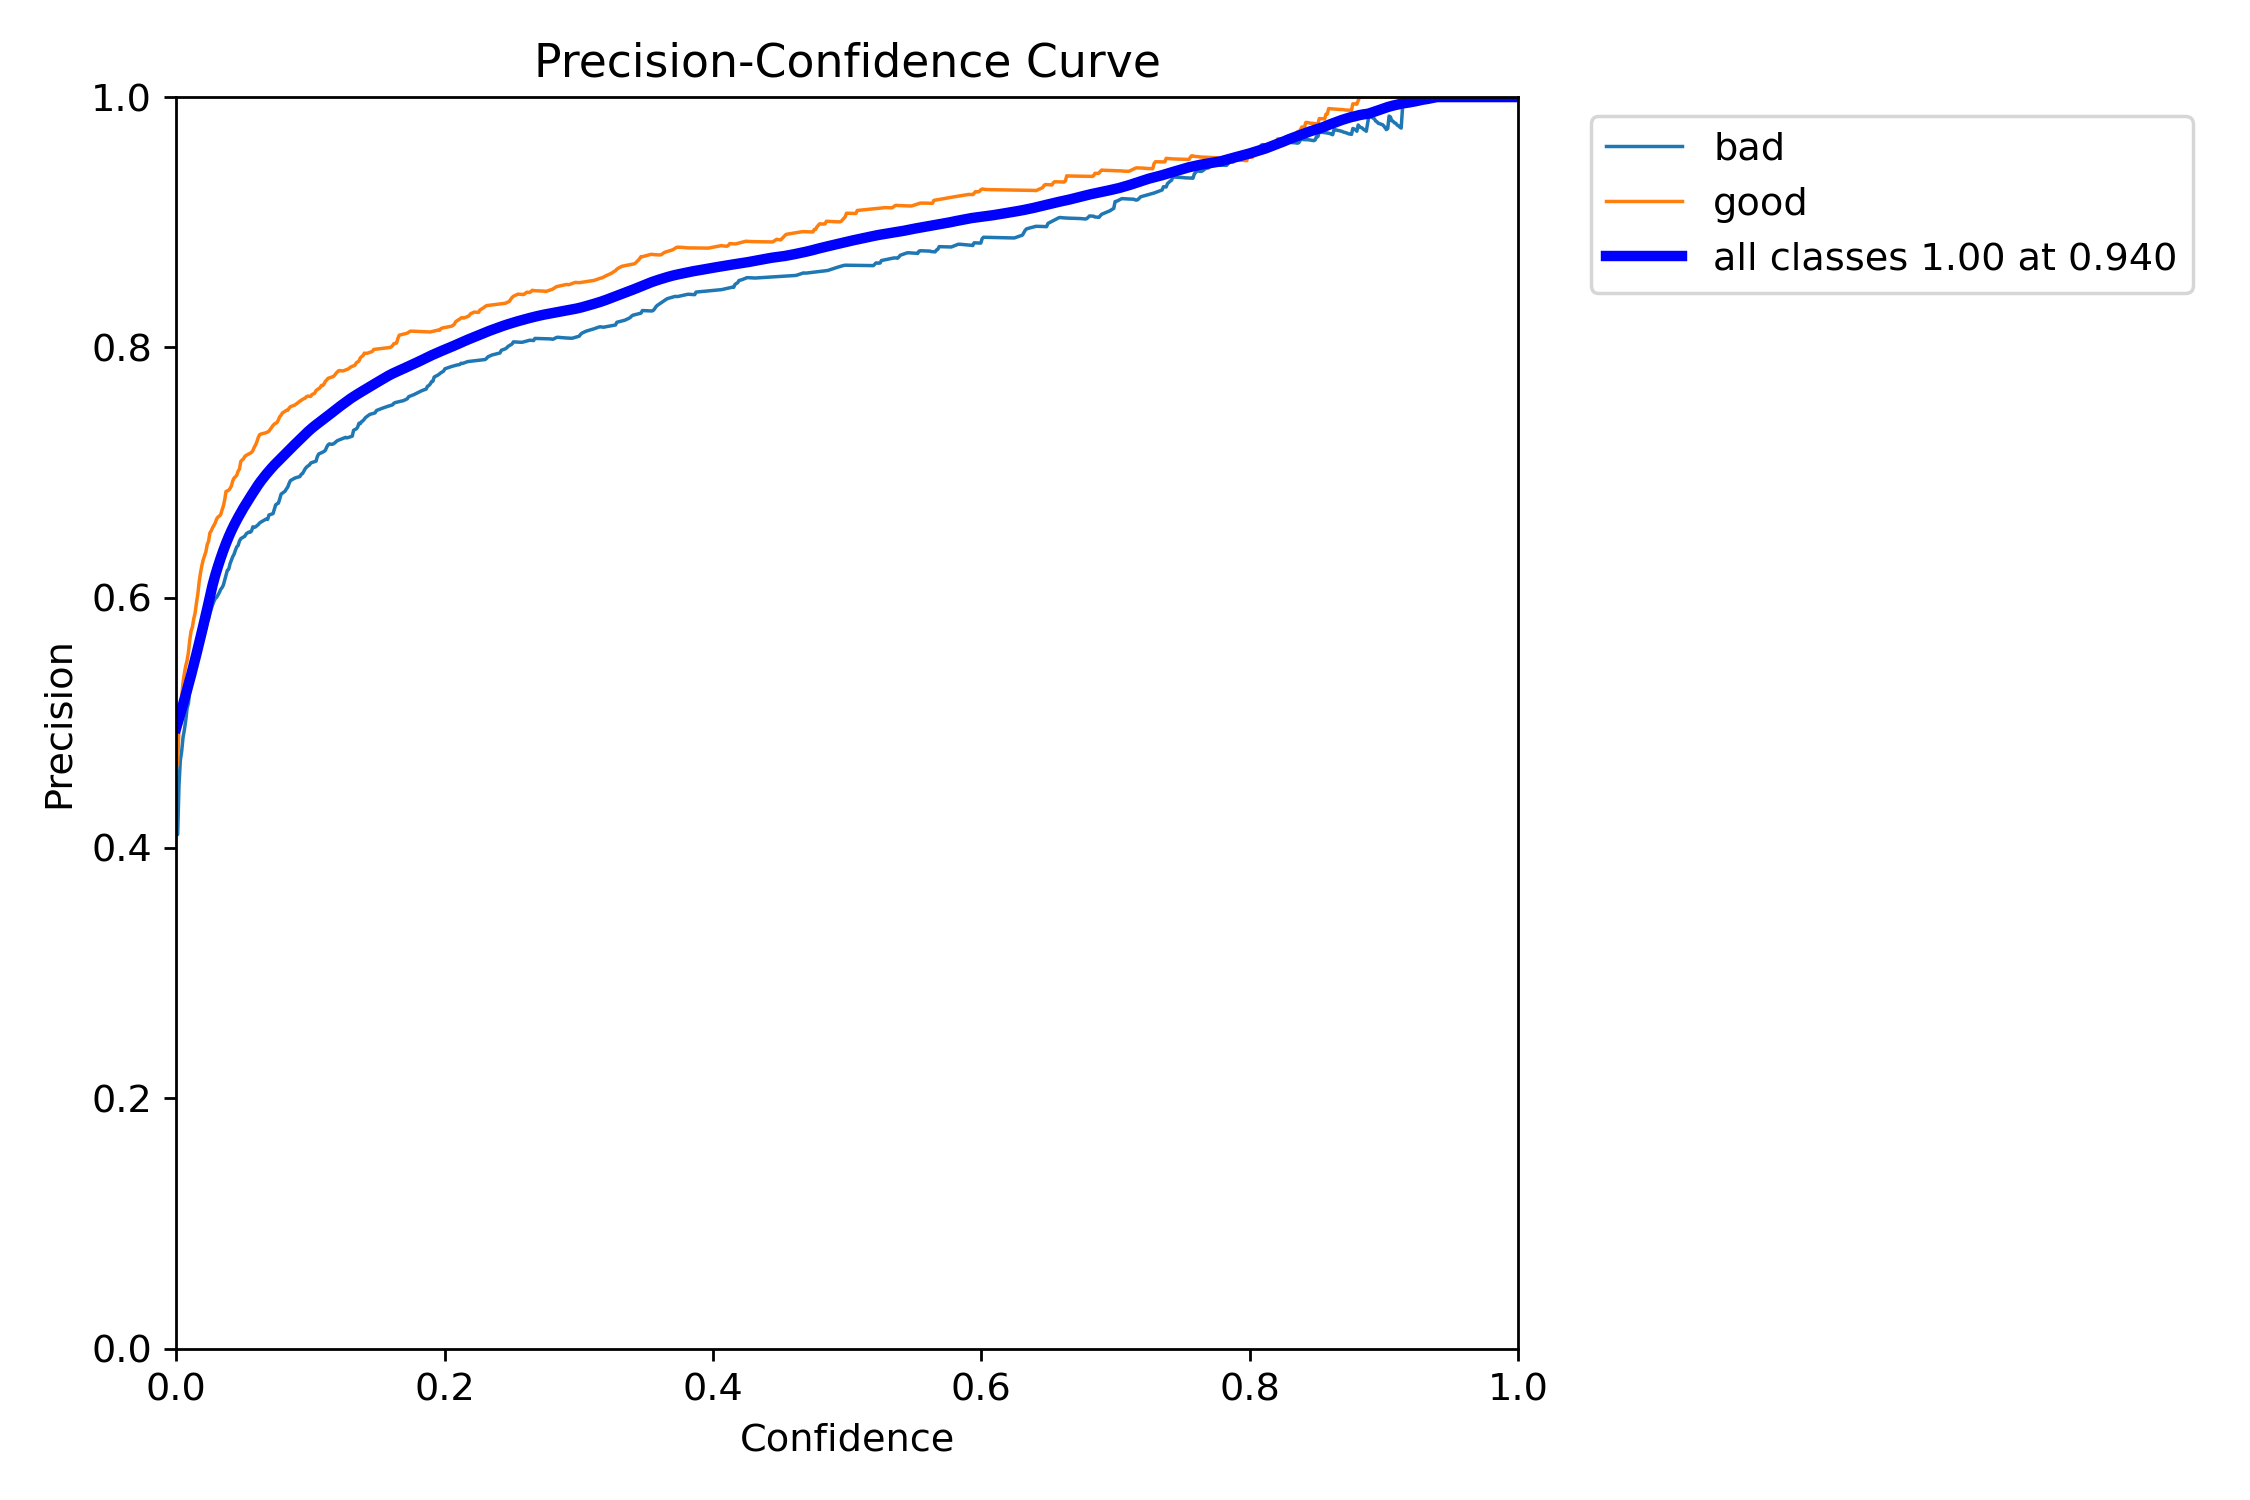 Precision-Confidence Curve
1.0
0.8
0.6
0.4
0.2
0.0
Precision
0.0 0.2 0.4 0.6 0.8 1.0
Confidence
bad
good
all classes 1.00 at 0.940